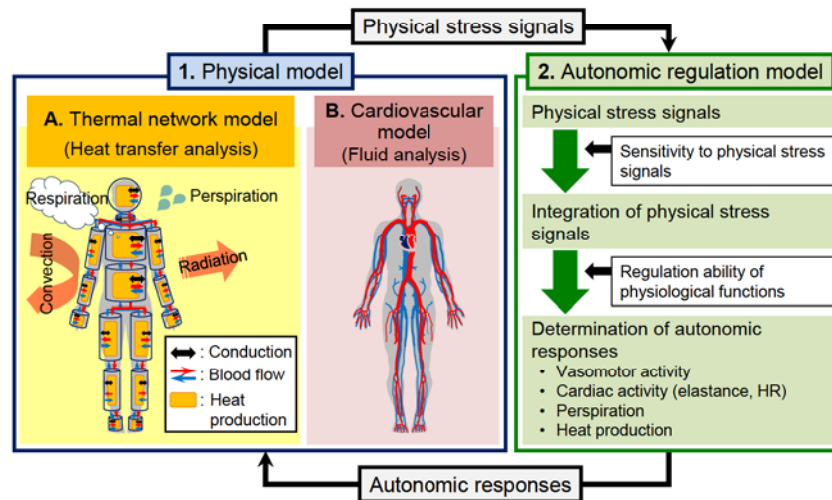 Physical stress signals
1. Physical model
A. Thermal network model
(Heat transfer analysis)
Respiration
Perspiration
Convection
Radiation
: Conduction
: Blood flow
: Heat
production
B. Cardiovascular
model
(Fluid analysis)
2. Autonomic regulation model
Physical stress signals
Sensitivity to physical stress
signals
Integration of physical stress
signals
Regulation ability of
physiological functions
Determination of autonomic
responses
• Vasomotor activity
• Cardiac activity (elastance, HR)
• Perspiration
• Heat production
Autonomic responses